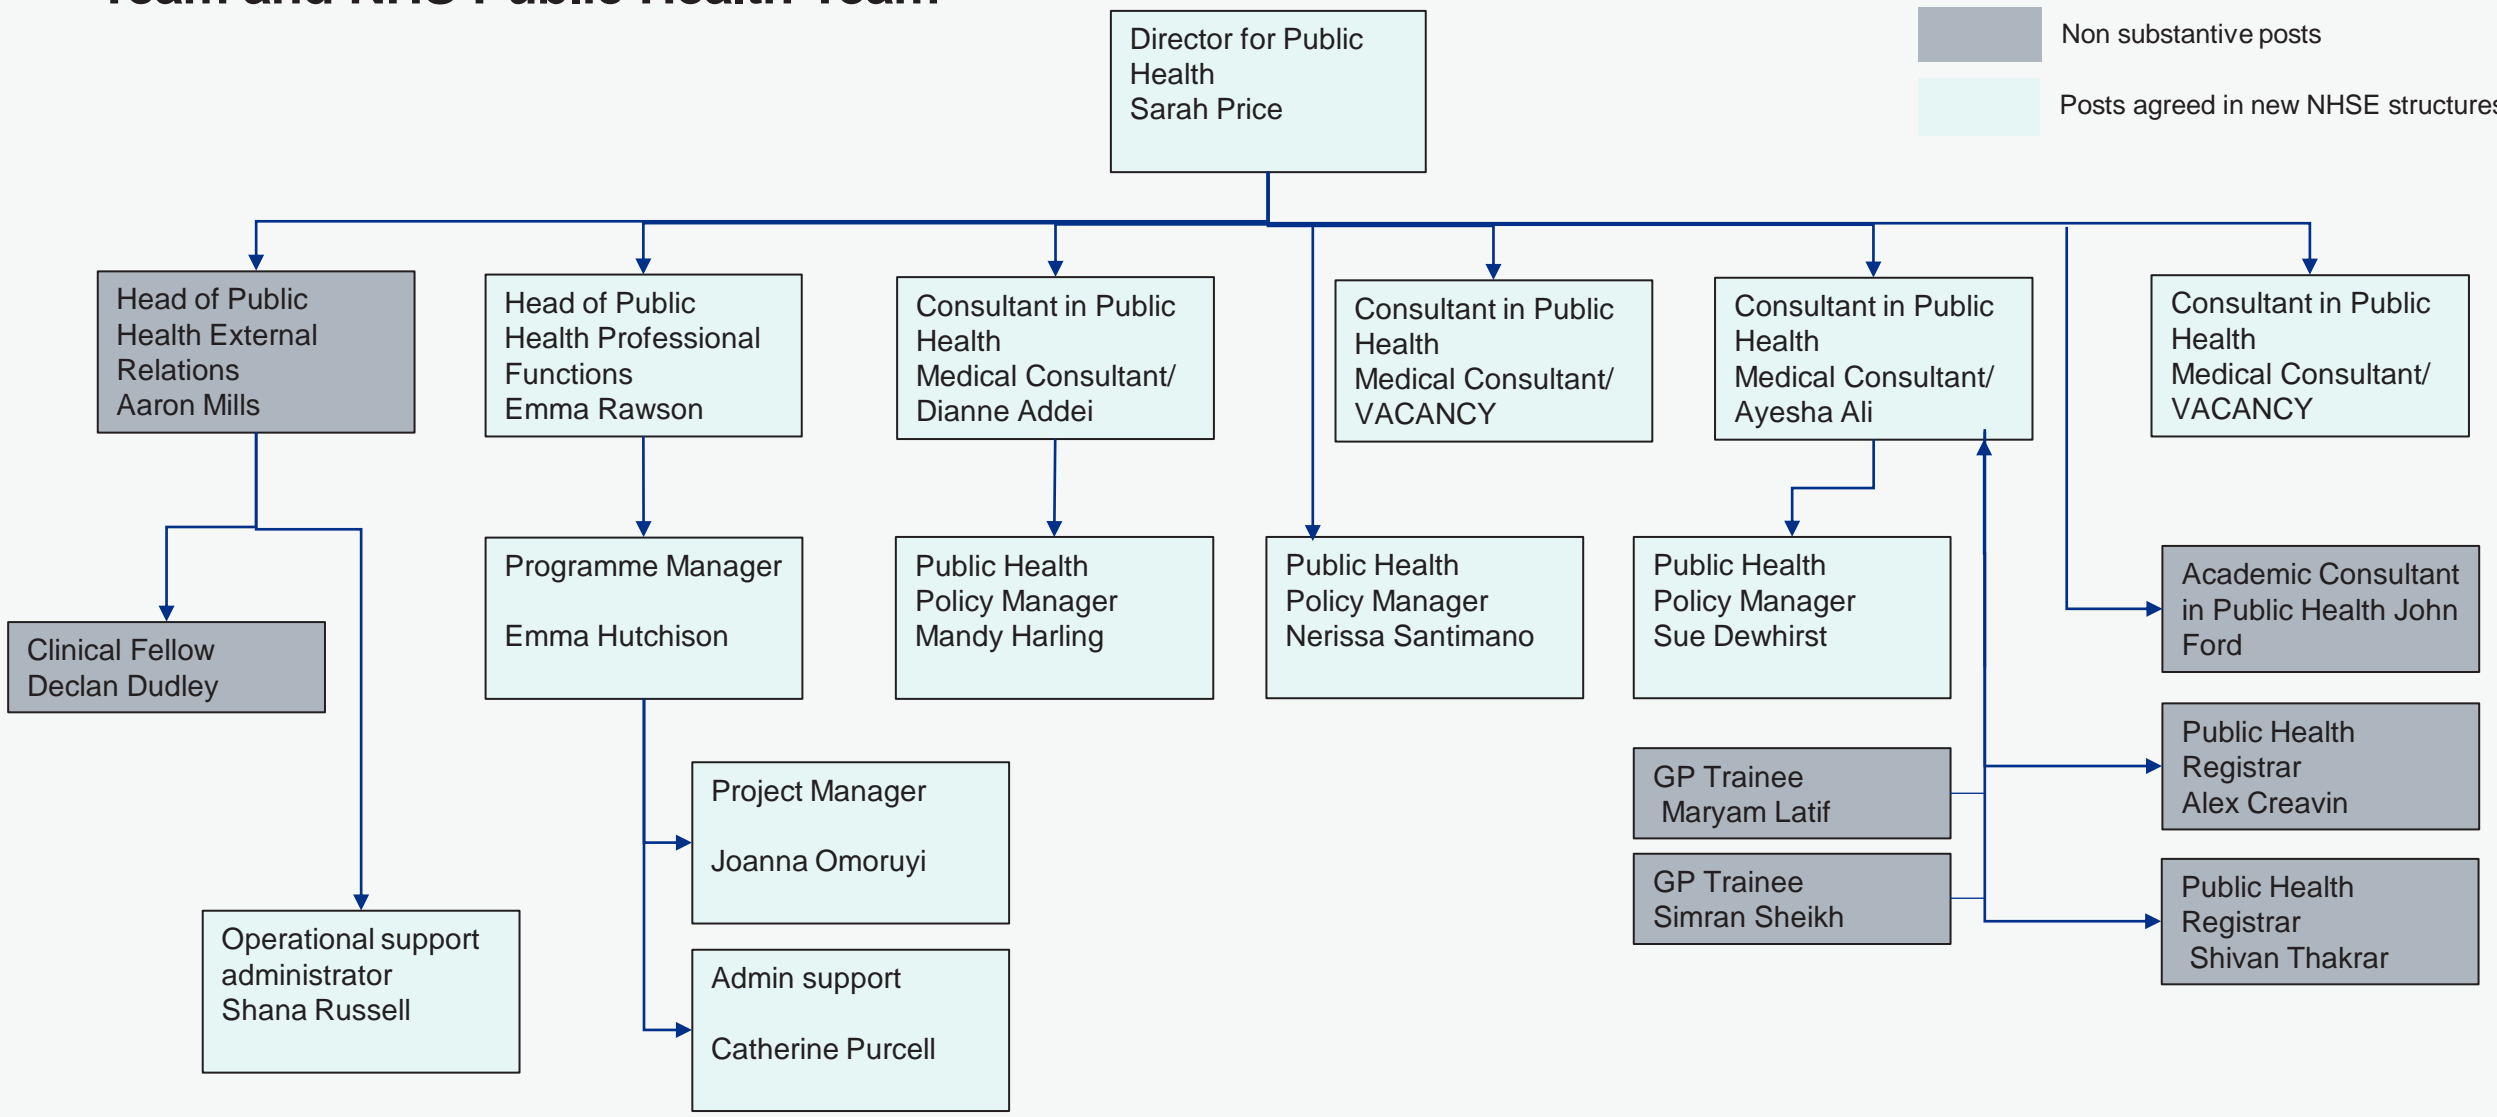 Team and NHS Public Health Team
Director for Public
Health
Sarah Price
Non substantive posts
Posts agreed in new NHSE structures
Head of Public
Health External
Relations
Aaron Mills
Head of Public
Health Professional
Functions
Emma Rawson
Consultant in Public
Health
Medical Consultant/
Dianne Addei
Consultant in Public
Health
Medical Consultant/
VACANCY
Consultant in Public
Health
Medical Consultant/
Ayesha Ali
Consultant in Public
Health
Medical Consultant/
VACANCY
Clinical Fellow
Declan Dudley
Programme Manager
Emma Hutchison
Public Health
Policy Manager
Mandy Harling
Public Health
Policy Manager
Nerissa Santimano
Public Health
Policy Manager
Sue Dewhirst
Academic Consultant
in Public Health John
Ford
Public Health
Registrar
Alex Creavin
Project Manager
Joanna Omoruyi
GP Trainee
Maryam Latif
GP Trainee
Simran Sheikh
Public Health
Registrar
Shivan Thakrar
Operational support
administrator
Shana Russell
Admin support
Catherine Purcell